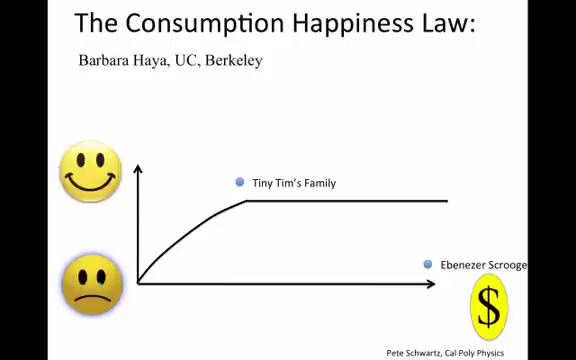 The Consumption Happiness Law:
Barbara Haya, UC, Berkeley
Tiny Tim's Family
Ebenezer Scrooge
$
Pete Schwartz, Cal Poly Physics